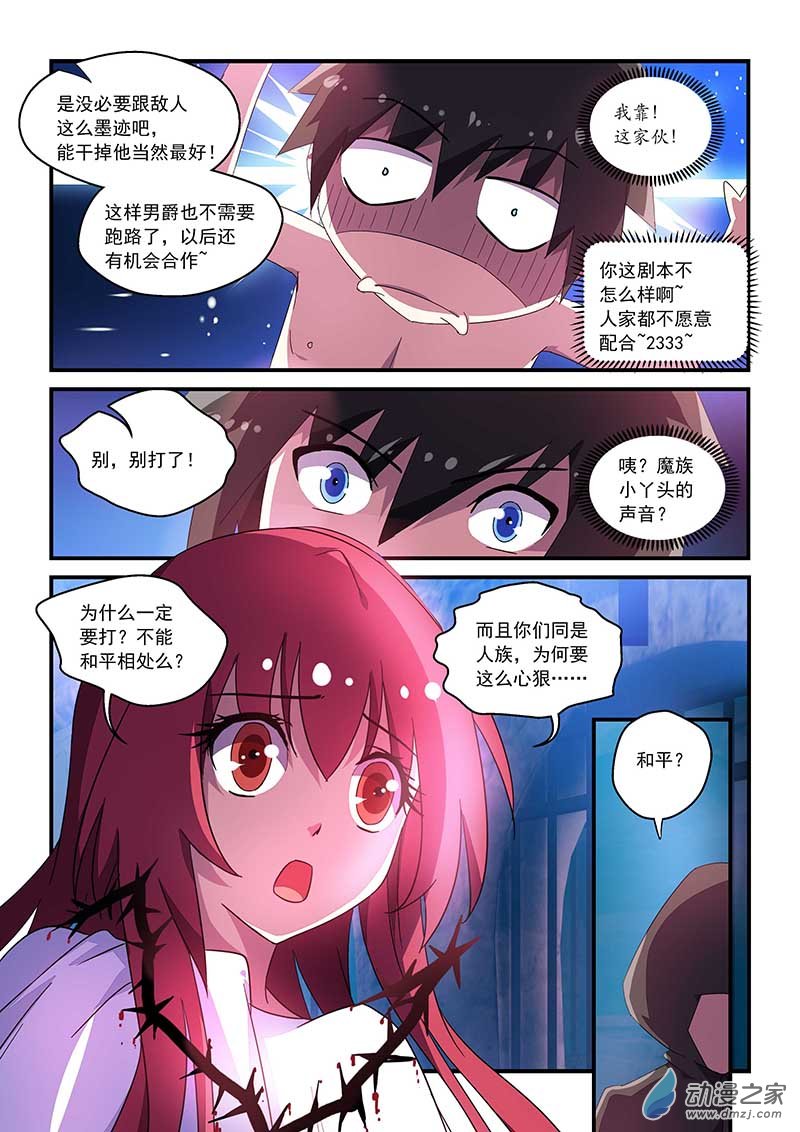 是没必要跟敌人
这么墨迹吧，
能干掉他当然最好！
这样男爵也不需要
跑路了，以后还
有机会合作~
我靠！
这家伙！
你这剧本不
怎么样啊~
人家都不愿意
配合~2333~
别，别打了！
咦？魔族
小丫头的
声音？
为什么一定
要打？不能
和平相处么？
而且你们同是
人族，为何要
这么心狠……
和平？
动漫之家
www.dmzj.com